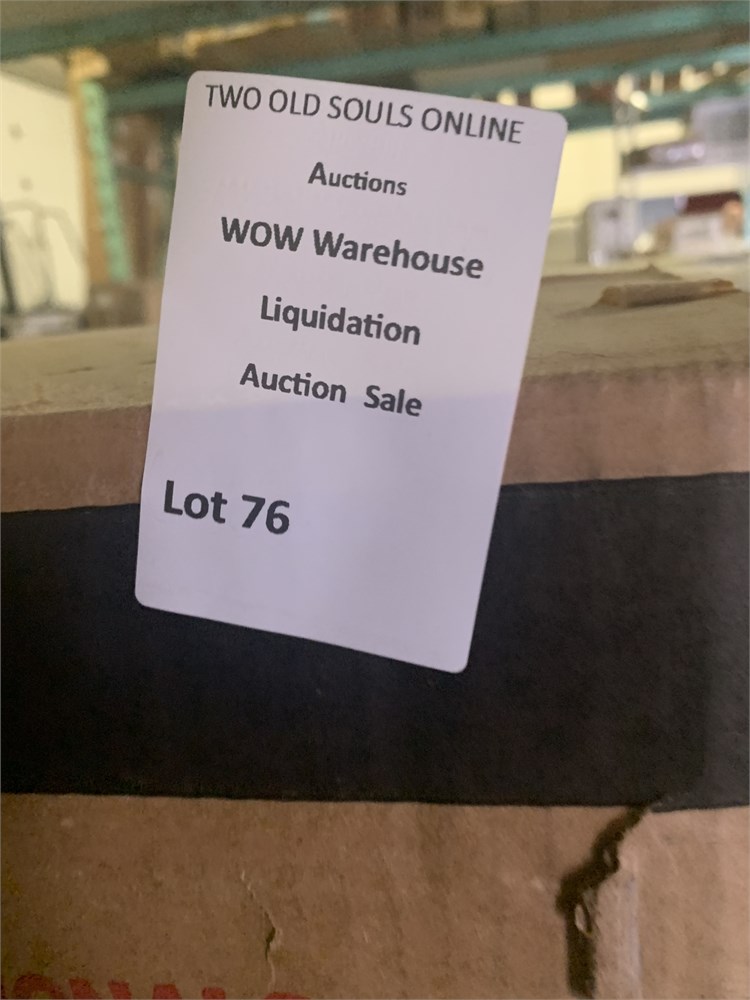 TWO OLD SOULS ONLINE
Auctions
WOW Warehouse
Liquidation
Auction Sale
Lot 76